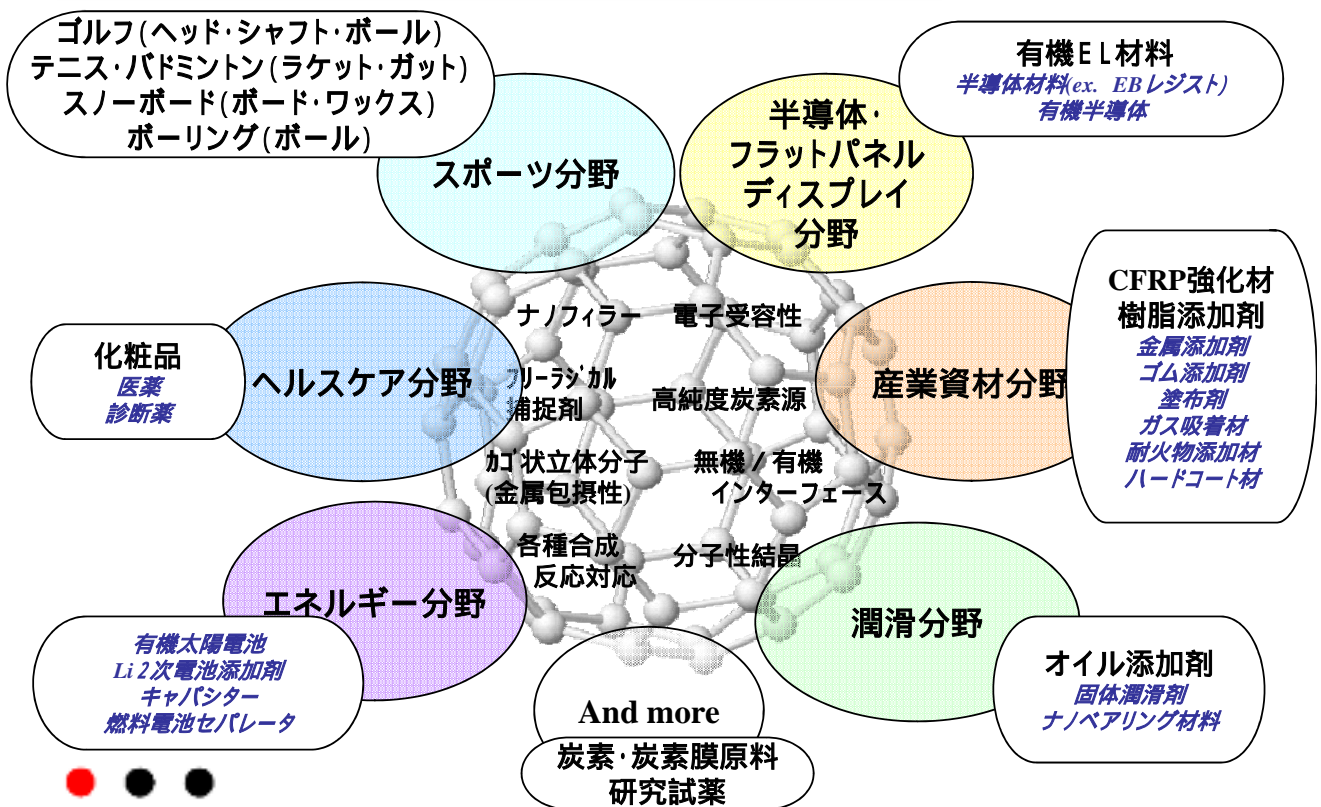 ゴルフ(ヘッド･シャフト･ボール)
テニス･バドミントン(ラケット･ガット)
スノーボード(ボード･ワックス)
ボーリング(ボール)
スポーツ分野
有機EL材料
半導体材料(ex. EBレジスト)
有機半導体
半導体･
フラットパネル
ディスプレイ
分野
CFRP強化材
樹脂添加剤
金属添加剤
ゴム添加剤
塗布剤
ガス吸着材
耐火物添加材
ハードコート材
産業資材分野
化粧品
医薬
診断薬
ヘルスケア分野
ナノフィラー
電子受容性
フリーラジカル
捕捉剤
高純度炭素源
カゴ状立体分子
(金属包摂性)
無機 / 有機
インターフェース
各種合成
反応対応
分子性結晶
エネルギー分野
有機太陽電池
Li 2次電池添加剤
キャパシター
燃料電池セパレータ
潤滑分野
オイル添加剤
固体潤滑剤
ナノベアリング材料
And more
炭素･炭素膜原料
研究試薬